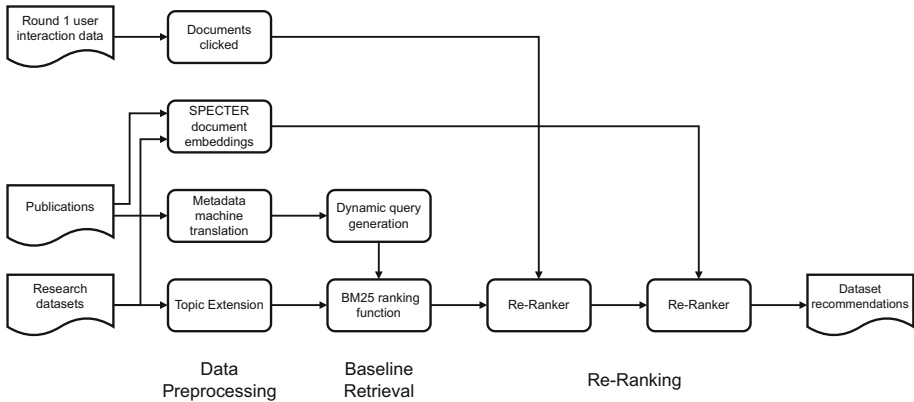 Round 1 user
interaction data
Documents
clicked
SPECTER
document
embeddings
Publications
Metadata
machine
translation
Dynamic query
generation
Research
datasets
Topic Extension
BM25 ranking
function
Re-Ranker
Re-Ranker
Dataset
recommendations
Data
Preprocessing
Baseline
Retrieval
Re-Ranking